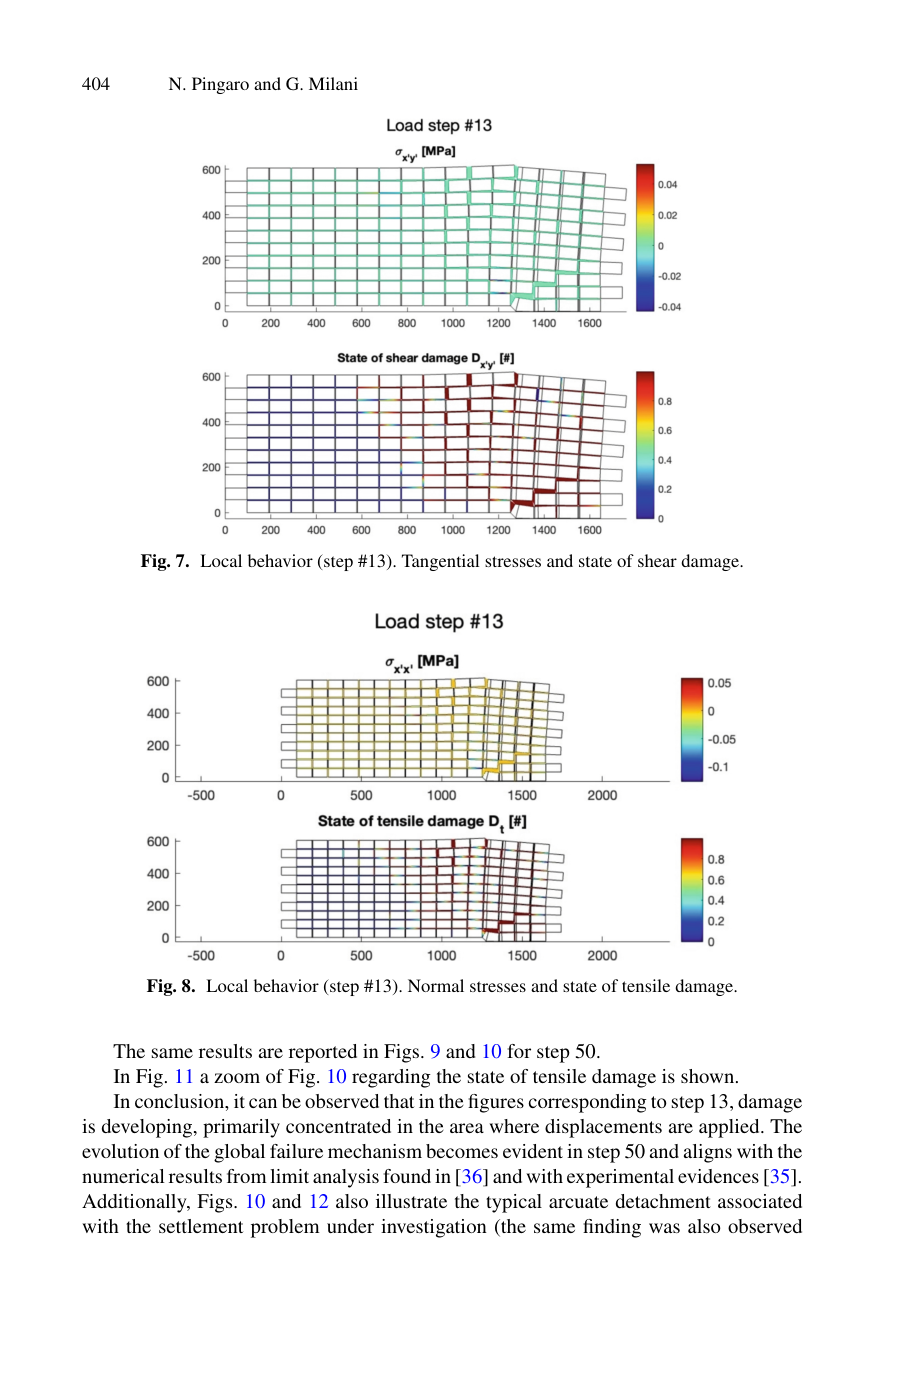 404 N. Pingaro and G. Milani
Load step #13
σx'y' [MPa]
600
400
200
0
0 200 400 600 800 1000 1200 1400 1600
0.04
0.02
0
-0.02
-0.04
State of shear damage Dx'y' [#]
600
400
200
0
0 200 400 600 800 1000 1200 1400 1600
0.8
0.6
0.4
0.2
0
Fig. 7. Local behavior (step #13). Tangential stresses and state of shear damage.
Load step #13
σx'x' [MPa]
600
400
200
0
-500 0 500 1000 1500 2000
0.05
0
-0.05
-0.1
State of tensile damage Dt [#]
600
400
200
0
-500 0 500 1000 1500 2000
0.8
0.6
0.4
0.2
0
Fig. 8. Local behavior (step #13). Normal stresses and state of tensile damage.
The same results are reported in Figs. 9 and 10 for step 50.
In Fig. 11 a zoom of Fig. 10 regarding the state of tensile damage is shown.
In conclusion, it can be observed that in the figures corresponding to step 13, damage
is developing, primarily concentrated in the area where displacements are applied. The
evolution of the global failure mechanism becomes evident in step 50 and aligns with the
numerical results from limit analysis found in [36] and with experimental evidences [35].
Additionally, Figs. 10 and 12 also illustrate the typical arcuate detachment associated
with the settlement problem under investigation (the same finding was also observed